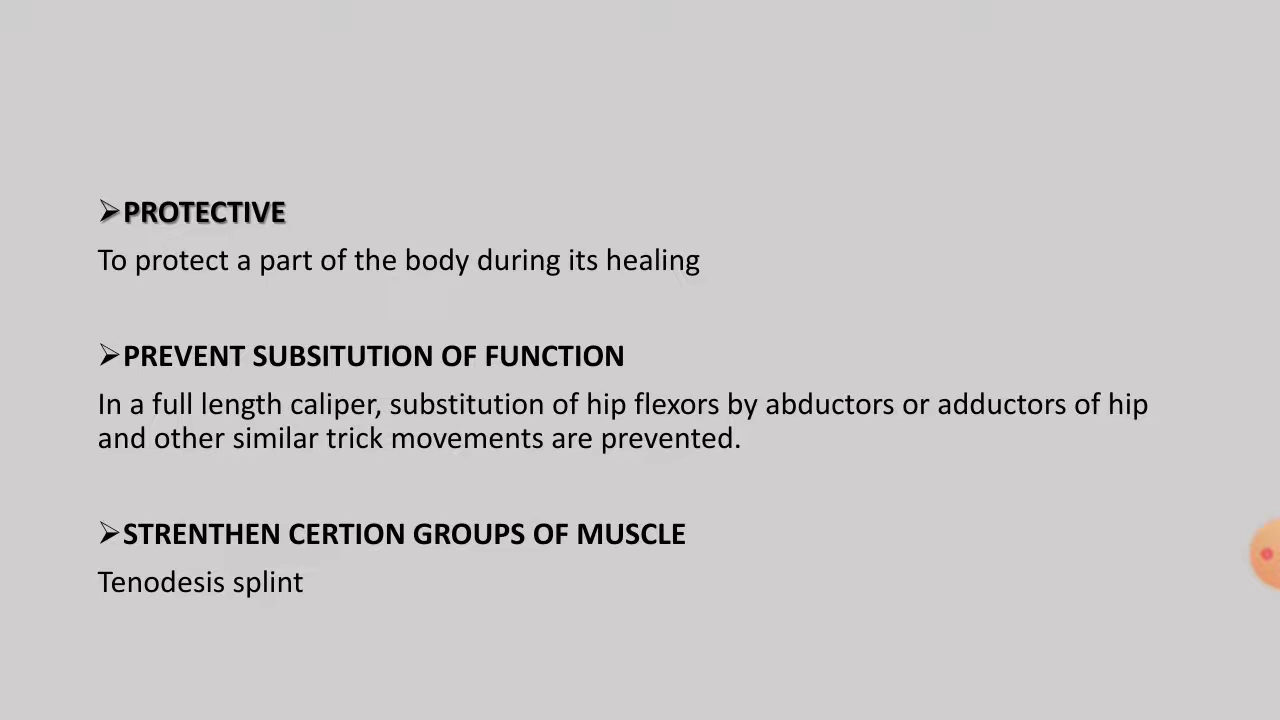 ➢PROTECTIVE
To protect a part of the body during its healing
➢PREVENT SUBSITUTION OF FUNCTION
In a full length caliper, substitution of hip flexors by abductors or adductors of hip
and other similar trick movements are prevented.
➢STRENTHEN CERTION GROUPS OF MUSCLE
Tenodesis splint